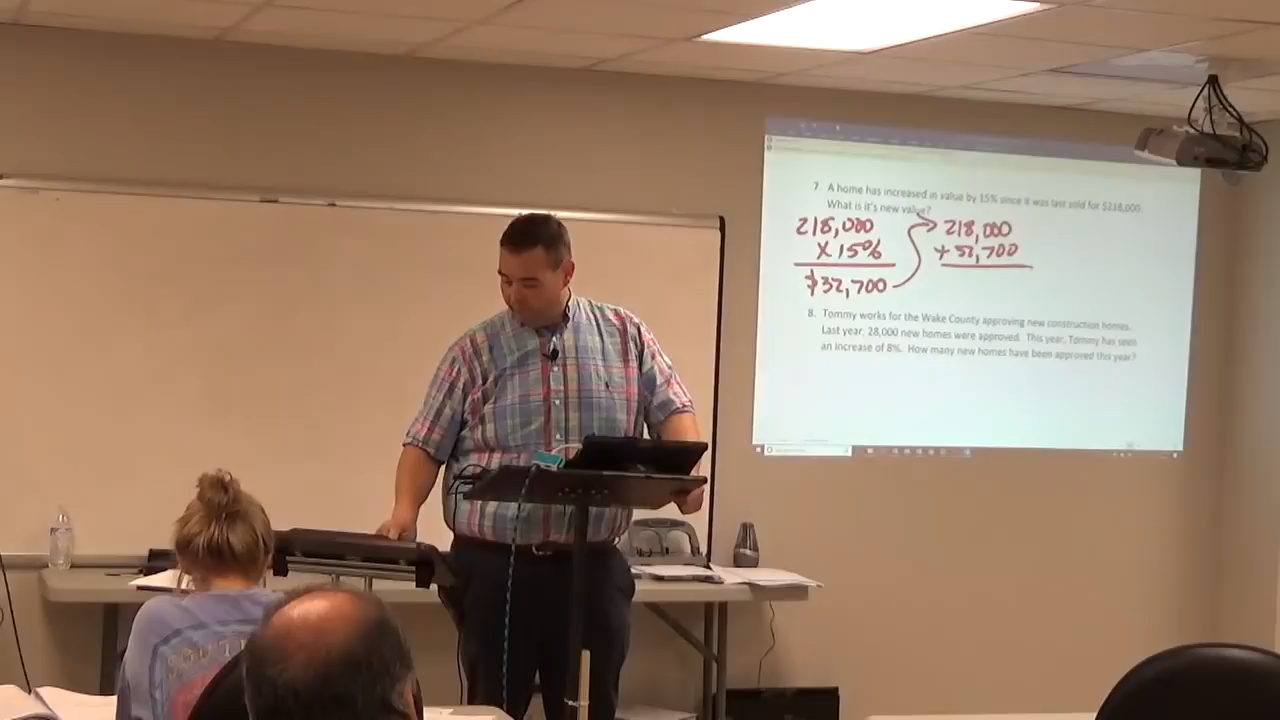 7. A home has increased in value by 15% since it was last sold for $218,000.
What is it's new value?
218,000
X 15%
$32,700
218,000
+ 32,700
8. Tommy works for the Wake County approving new construction homes.
Last year, 28,000 new homes were approved. This year, Tommy has seen
an increase of 8%. How many new homes have been approved this year?